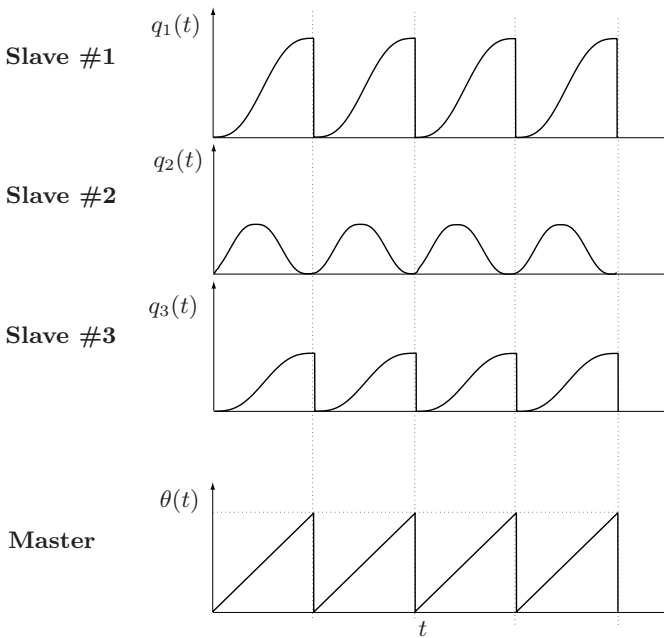 q₁(t)
Slave #1
q₂(t)
Slave #2
q₃(t)
Slave #3
θ(t)
Master
t